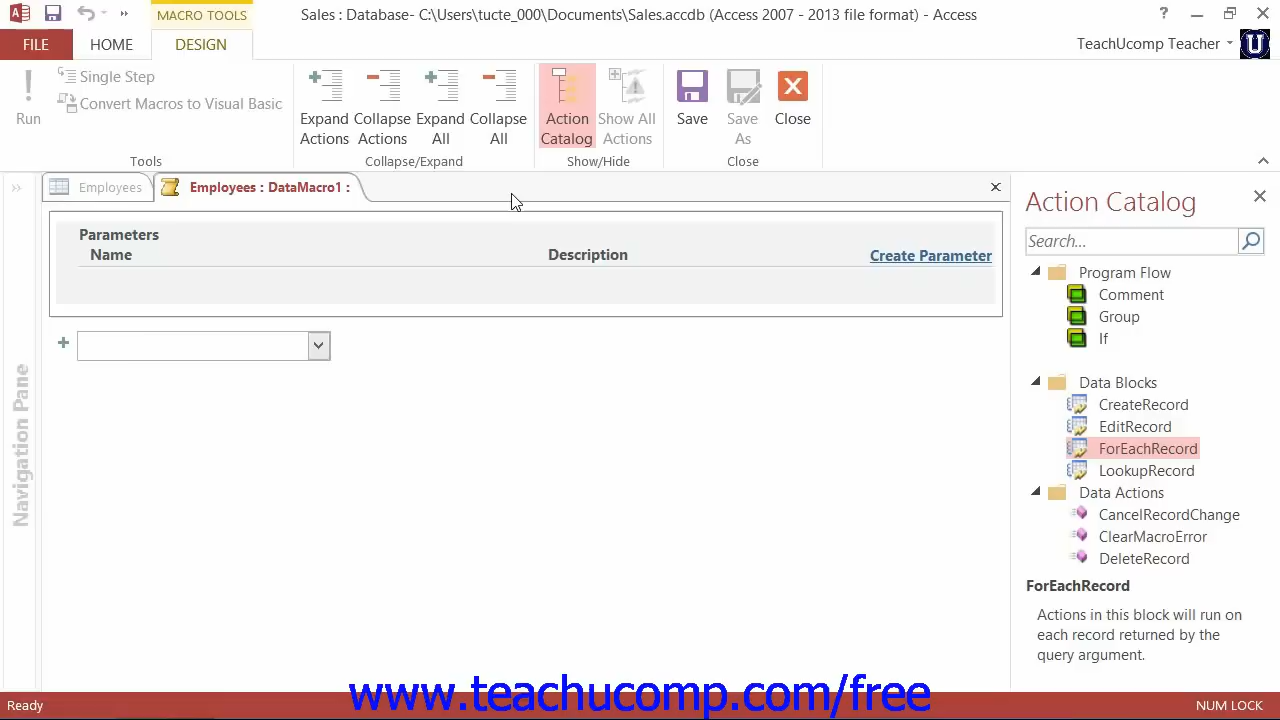 Sales : Database- C:\Users\tucte_000\Documents\Sales.accdb (Access 2007 - 2013 file format) - Access
MACRO TOOLS
FILE
HOME
DESIGN
TeachUcomp Teacher
U
Run
Single Step
Convert Macros to Visual Basic
Tools
Expand Actions
Collapse Actions
Expand All
Collapse All
Collapse/Expand
Action Catalog
Show All Actions
Show/Hide
Save
Save As
Close
Close
Employees
Employees : DataMacro1 :
Navigation Pane
Parameters
Name
Description
Create Parameter
Action Catalog
Search...
Program Flow
Comment
Group
If
Data Blocks
CreateRecord
EditRecord
ForEachRecord
LookupRecord
Data Actions
CancelRecordChange
ClearMacroError
DeleteRecord
ForEachRecord
Actions in this block will run on
each record returned by the
query argument.
www.teachucomp.com/free
Ready
NUM LOCK